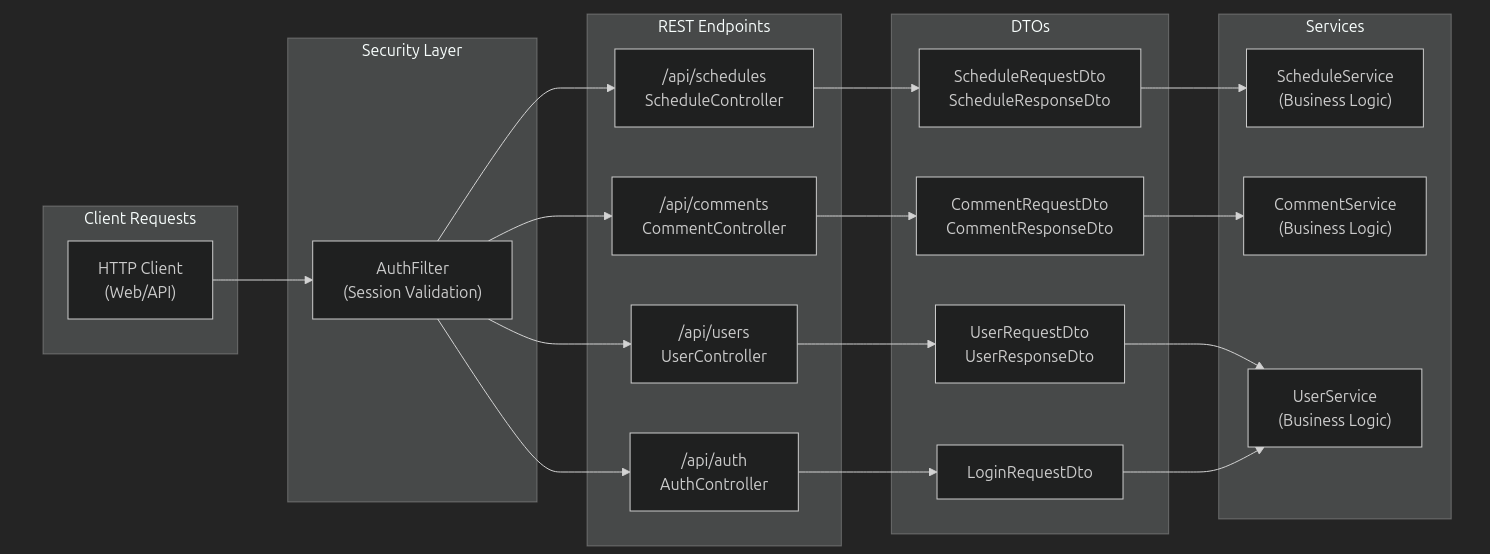 Client Requests
HTTP Client
(Web/API)
Security Layer
AuthFilter
(Session Validation)
REST Endpoints
/api/schedules
ScheduleController
/api/comments
CommentController
/api/users
UserController
/api/auth
AuthController
DTOs
ScheduleRequestDto
ScheduleResponseDto
CommentRequestDto
CommentResponseDto
UserRequestDto
UserResponseDto
LoginRequestDto
Services
ScheduleService
(Business Logic)
CommentService
(Business Logic)
UserService
(Business Logic)